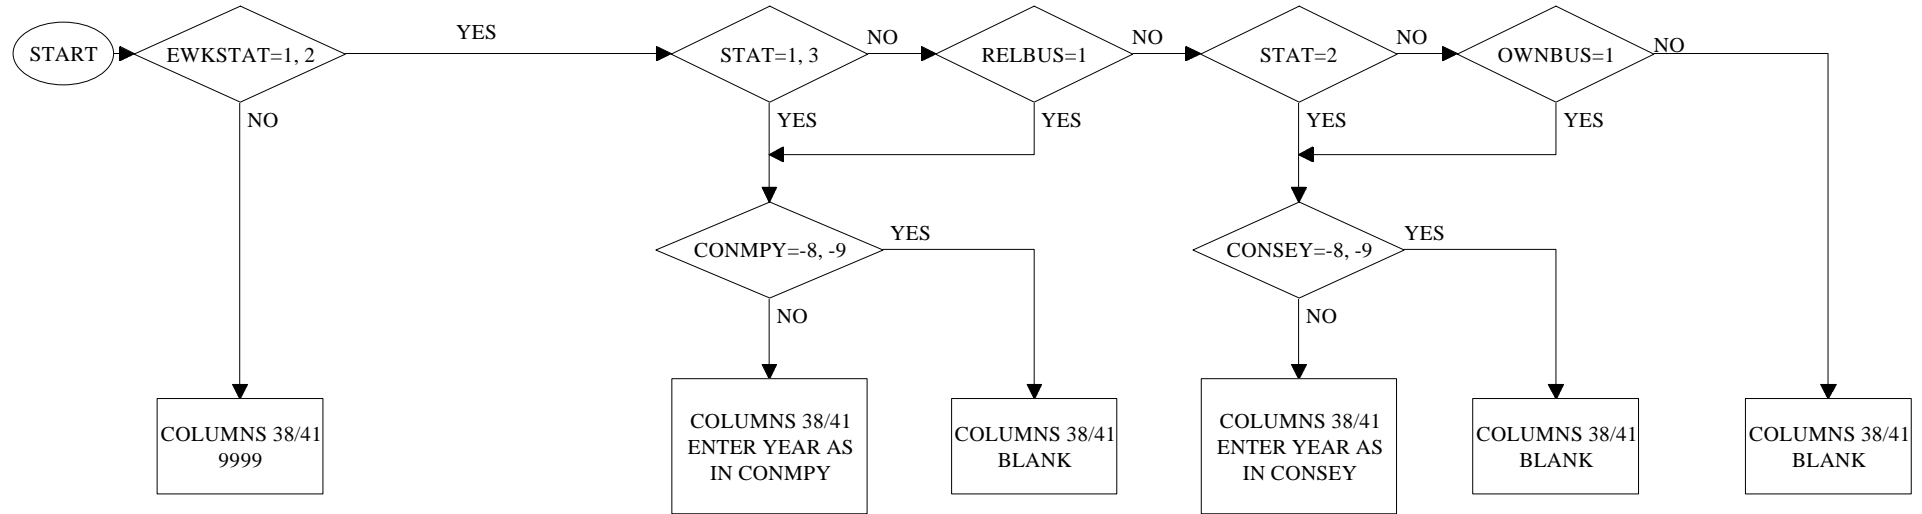 START
EWKSTAT=1, 2
YES
STAT=1, 3
NO
RELBUS=1
NO
STAT=2
NO
OWNBUS=1
NO
NO
YES
YES
YES
YES
CONMPY=-8, -9
YES
CONSEY=-8, -9
YES
NO
NO
COLUMNS 38/41
9999
COLUMNS 38/41
ENTER YEAR AS
IN CONMPY
COLUMNS 38/41
BLANK
COLUMNS 38/41
ENTER YEAR AS
IN CONSEY
COLUMNS 38/41
BLANK
COLUMNS 38/41
BLANK